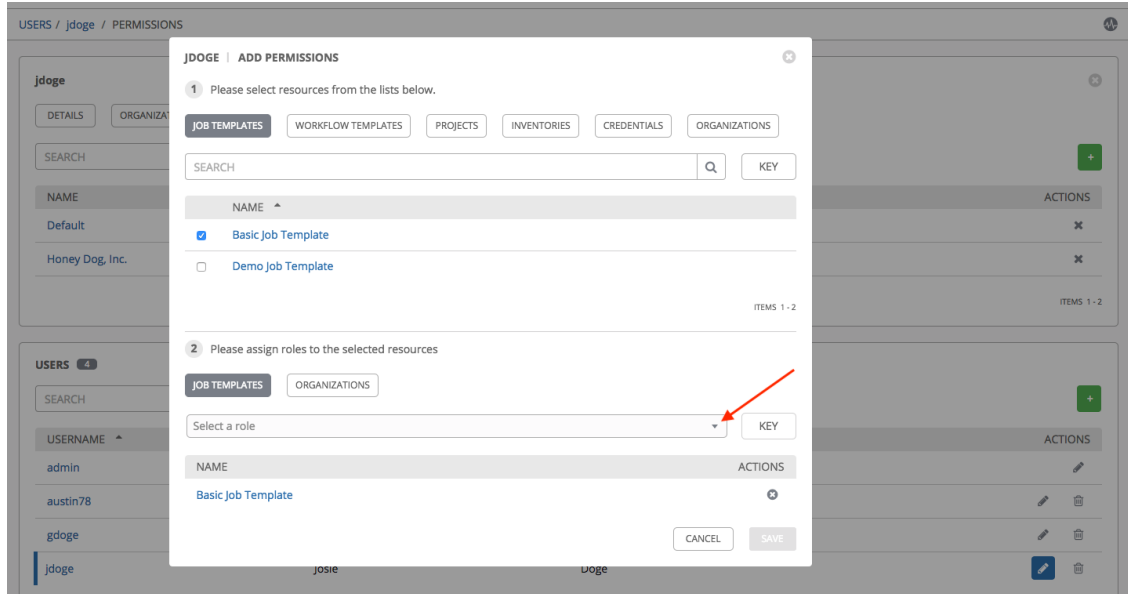 USERS / jdoge / PERMISSIONS
JDOGE | ADD PERMISSIONS
1 Please select resources from the lists below.
JOB TEMPLATES WORKFLOW TEMPLATES PROJECTS INVENTORIES CREDENTIALS ORGANIZATIONS
SEARCH KEY
NAME
Basic Job Template
Demo Job Template
ITEMS 1 - 2
2 Please assign roles to the selected resources
JOB TEMPLATES ORGANIZATIONS
Select a role KEY
NAME ACTIONS
Basic Job Template
CANCEL SAVE
jdoge
DETAILS
SEARCH
NAME ACTIONS
Default
Honey Dog, Inc.
ITEMS 1 - 2
USERS 4
SEARCH
USERNAME ACTIONS
admin
austin78
gdoge
jdoge Josie Doge